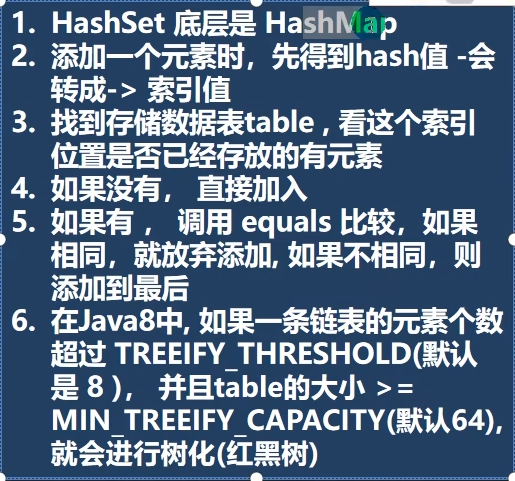 1. HashSet 底层是 HashMap
2. 添加一个元素时，先得到hash值 -会
转成-> 索引值
3. 找到存储数据表table , 看这个索引
位置是否已经存放的有元素
4. 如果没有， 直接加入
5. 如果有 ， 调用 equals 比较，如果
相同，就放弃添加, 如果不相同，则
添加到最后
6. 在Java8中, 如果一条链表的元素个数
超过 TREEIFY_THRESHOLD(默认
是 8 )， 并且table的大小 >=
MIN_TREEIFY_CAPACITY(默认64),
就会进行树化(红黑树)